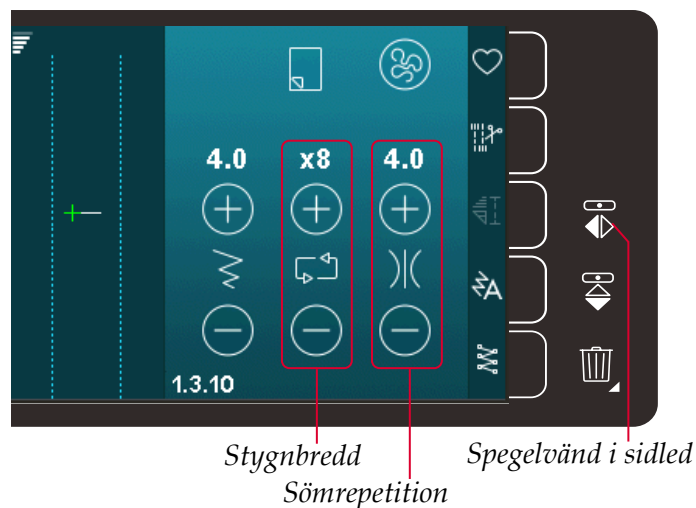 4.0 x8 4.0
A
1.3.10
Stygnbredd
Spegelvänd i sidled
Sömrepetition